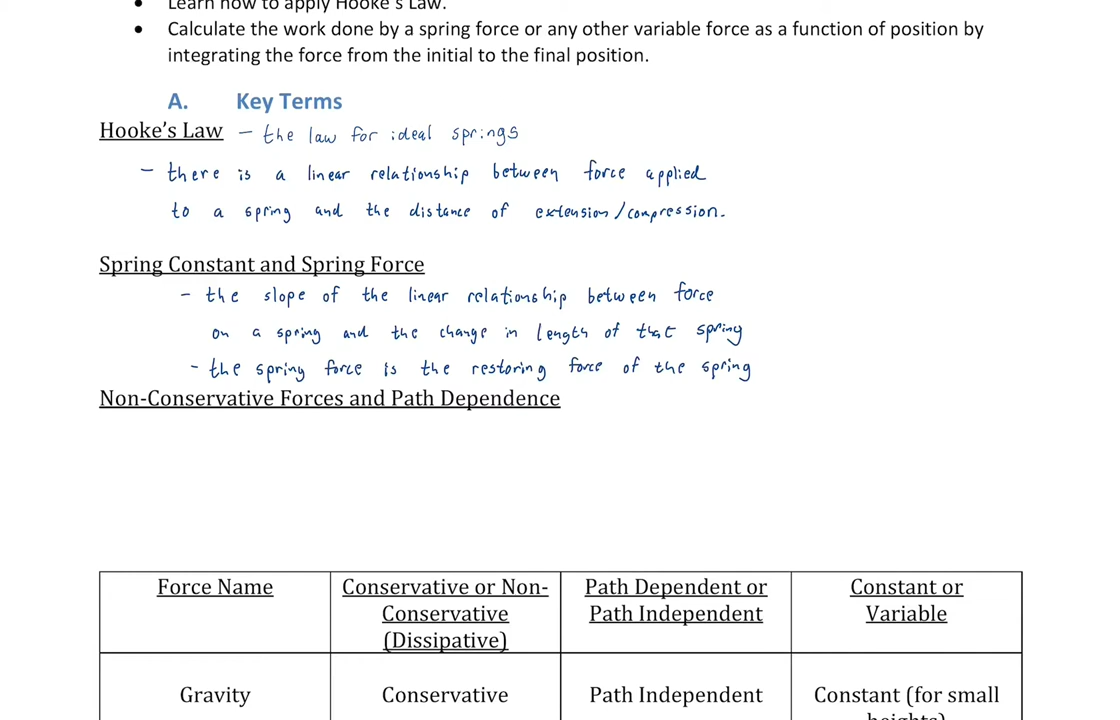 • Learn how to apply Hooke's Law.
• Calculate the work done by a spring force or any other variable force as a function of position by
integrating the force from the initial to the final position.
A. Key Terms
Hooke's Law – the law for ideal springs
– there is a linear relationship between force applied
to a spring and the distance of extension/compression.
Spring Constant and Spring Force
– the slope of the linear relationship between force
on a spring and the change in length of that spring
– the spring force is the restoring force of the spring
Non-Conservative Forces and Path Dependence
Force Name
Conservative or Non-
Conservative
(Dissipative)
Path Dependent or
Path Independent
Constant or
Variable
Gravity
Conservative
Path Independent
Constant (for small
heights)